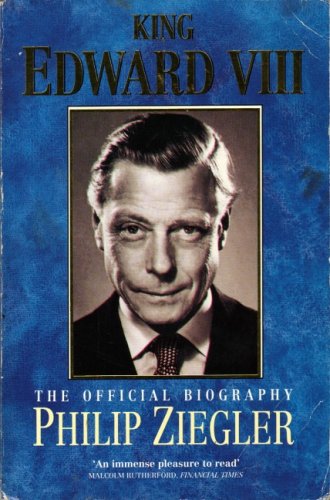 KING
EDWARD VIII
THE OFFICIAL BIOGRAPHY
PHILIP ZIEGLER
'An immense pleasure to read'
MALCOLM RUTHERFORD, FINANCIAL TIMES